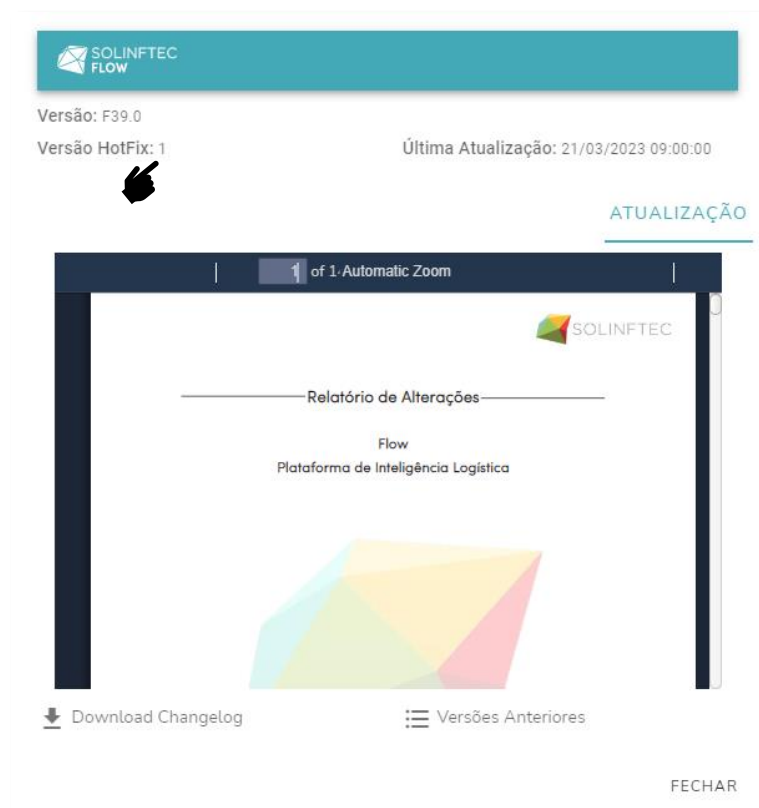 SOLINFTEC
FLOW
Versão: F39.0
Versão HotFix: 1
Última Atualização: 21/03/2023 09:00:00
ATUALIZAÇÃO
1 of 1 Automatic Zoom
SOLINFTEC
Relatório de Alterações
Flow
Plataforma de Inteligência Logística
Download Changelog
Versões Anteriores
FECHAR